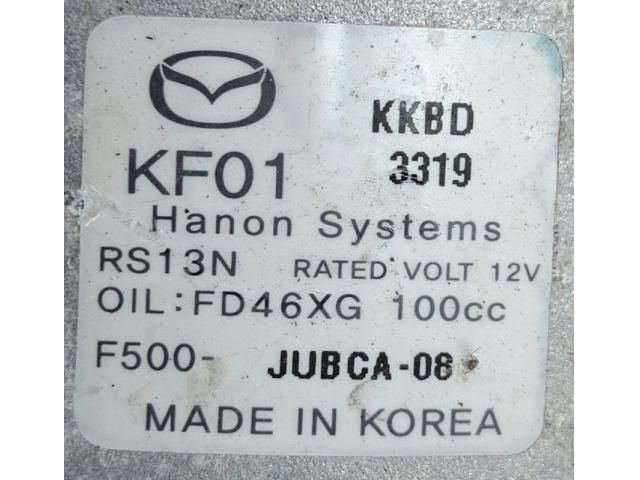 KKBD
KF01 3319
Hanon Systems
RS13N RATED VOLT 12V
OIL:FD46XG 100cc
F500- JUBCA-08
MADE IN KOREA